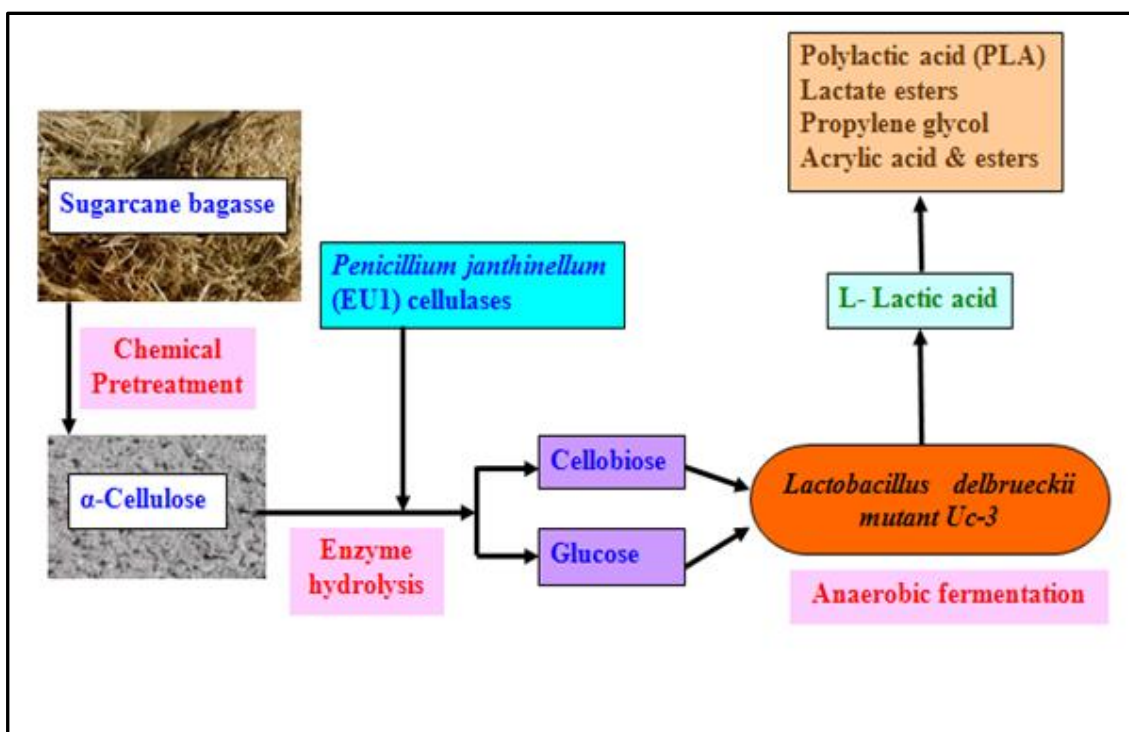 Sugarcane bagasse
Chemical
Pretreatment
α-Cellulose
Penicillium janthinellum
(EU1) cellulases
Enzyme
hydrolysis
Cellobiose
Glucose
Lactobacillus delbrueckii
mutant Uc-3
Anaerobic fermentation
L- Lactic acid
Polylactic acid (PLA)
Lactate esters
Propylene glycol
Acrylic acid & esters